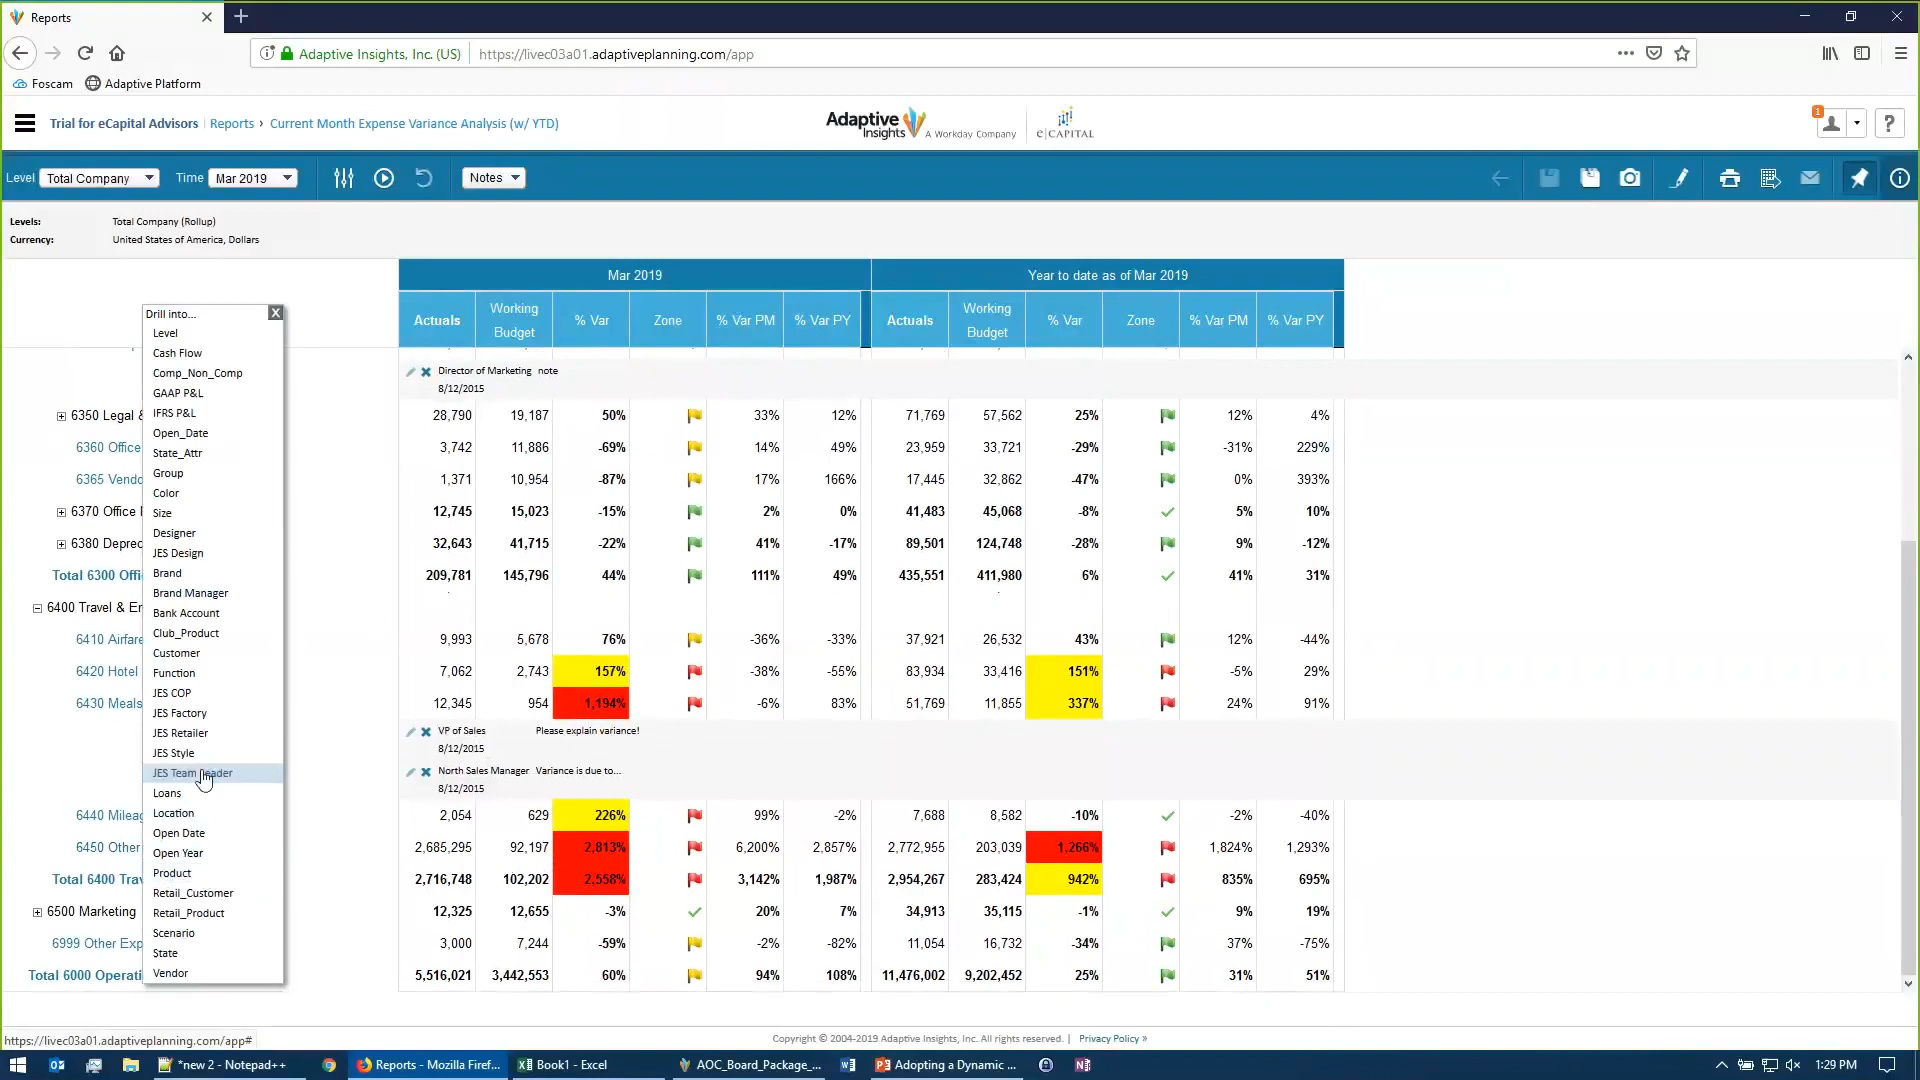 Reports
Adaptive Insights, Inc. (US) https://livec03a01.adaptiveplanning.com/app
Foscam Adaptive Platform
Trial for eCapital Advisors Reports › Current Month Expense Variance Analysis (w/ YTD)
Adaptive Insights A Workday Company e|CAPITAL
1 ?
Level Total Company Time Mar 2019 Notes
Levels: Total Company (Rollup)
Currency: United States of America, Dollars
Mar 2019 Year to date as of Mar 2019
Actuals Working Budget % Var Zone % Var PM % Var PY Actuals Working Budget % Var Zone % Var PM % Var PY
Drill into... X
Level
Cash Flow
Comp_Non_Comp
GAAP P&L
IFRS P&L
Open_Date
State_Attr
Group
Color
Size
Designer
JES Design
Brand
Brand Manager
Bank Account
Club_Product
Customer
Function
JES COP
JES Factory
JES Retailer
JES Style
JES Team Leader
Loans
Location
Open Date
Open Year
Product
Retail_Customer
Retail_Product
Scenario
State
Vendor
Director of Marketing note
8/12/2015
6350 Legal & 28,790 19,187 50% 33% 12% 71,769 57,562 25% 12% 4%
6360 Office 3,742 11,886 -69% 14% 49% 23,959 33,721 -29% -31% 229%
6365 Vendo 1,371 10,954 -87% 17% 166% 17,445 32,862 -47% 0% 393%
6370 Office 12,745 15,023 -15% 2% 0% 41,483 45,068 -8% 5% 10%
6380 Deprec 32,643 41,715 -22% 41% -17% 89,501 124,748 -28% 9% -12%
Total 6300 Offi 209,781 145,796 44% 111% 49% 435,551 411,980 6% 41% 31%
6400 Travel & En
6410 Airfare 9,993 5,678 76% -36% -33% 37,921 26,532 43% 12% -44%
6420 Hotel 7,062 2,743 157% -38% -55% 83,934 33,416 151% -5% 29%
6430 Meals 12,345 954 1,194% -6% 83% 51,769 11,855 337% 24% 91%
VP of Sales Please explain variance!
8/12/2015
North Sales Manager Variance is due to...
8/12/2015
6440 Mileag 2,054 629 226% 99% -2% 7,688 8,582 -10% -2% -40%
6450 Other 2,685,295 92,197 2,813% 6,200% 2,857% 2,772,955 203,039 1,266% 1,824% 1,293%
Total 6400 Trav 2,716,748 102,202 2,558% 3,142% 1,987% 2,954,267 283,424 942% 835% 695%
6500 Marketing 12,325 12,655 -3% 20% 7% 34,913 35,115 -1% 9% 19%
6999 Other Exp 3,000 7,244 -59% -2% -82% 11,054 16,732 -34% 37% -75%
Total 6000 Operati 5,516,021 3,442,553 60% 94% 108% 11,476,002 9,202,452 25% 31% 51%
Copyright © 2004-2019 Adaptive Insights, Inc. All rights reserved. | Privacy Policy »
https://livec03a01.adaptiveplanning.com/app#
*new 2 - Notepad++ Reports - Mozilla Firef... Book1 - Excel AOC_Board_Package_... Adopting a Dynamic ... 1:29 PM